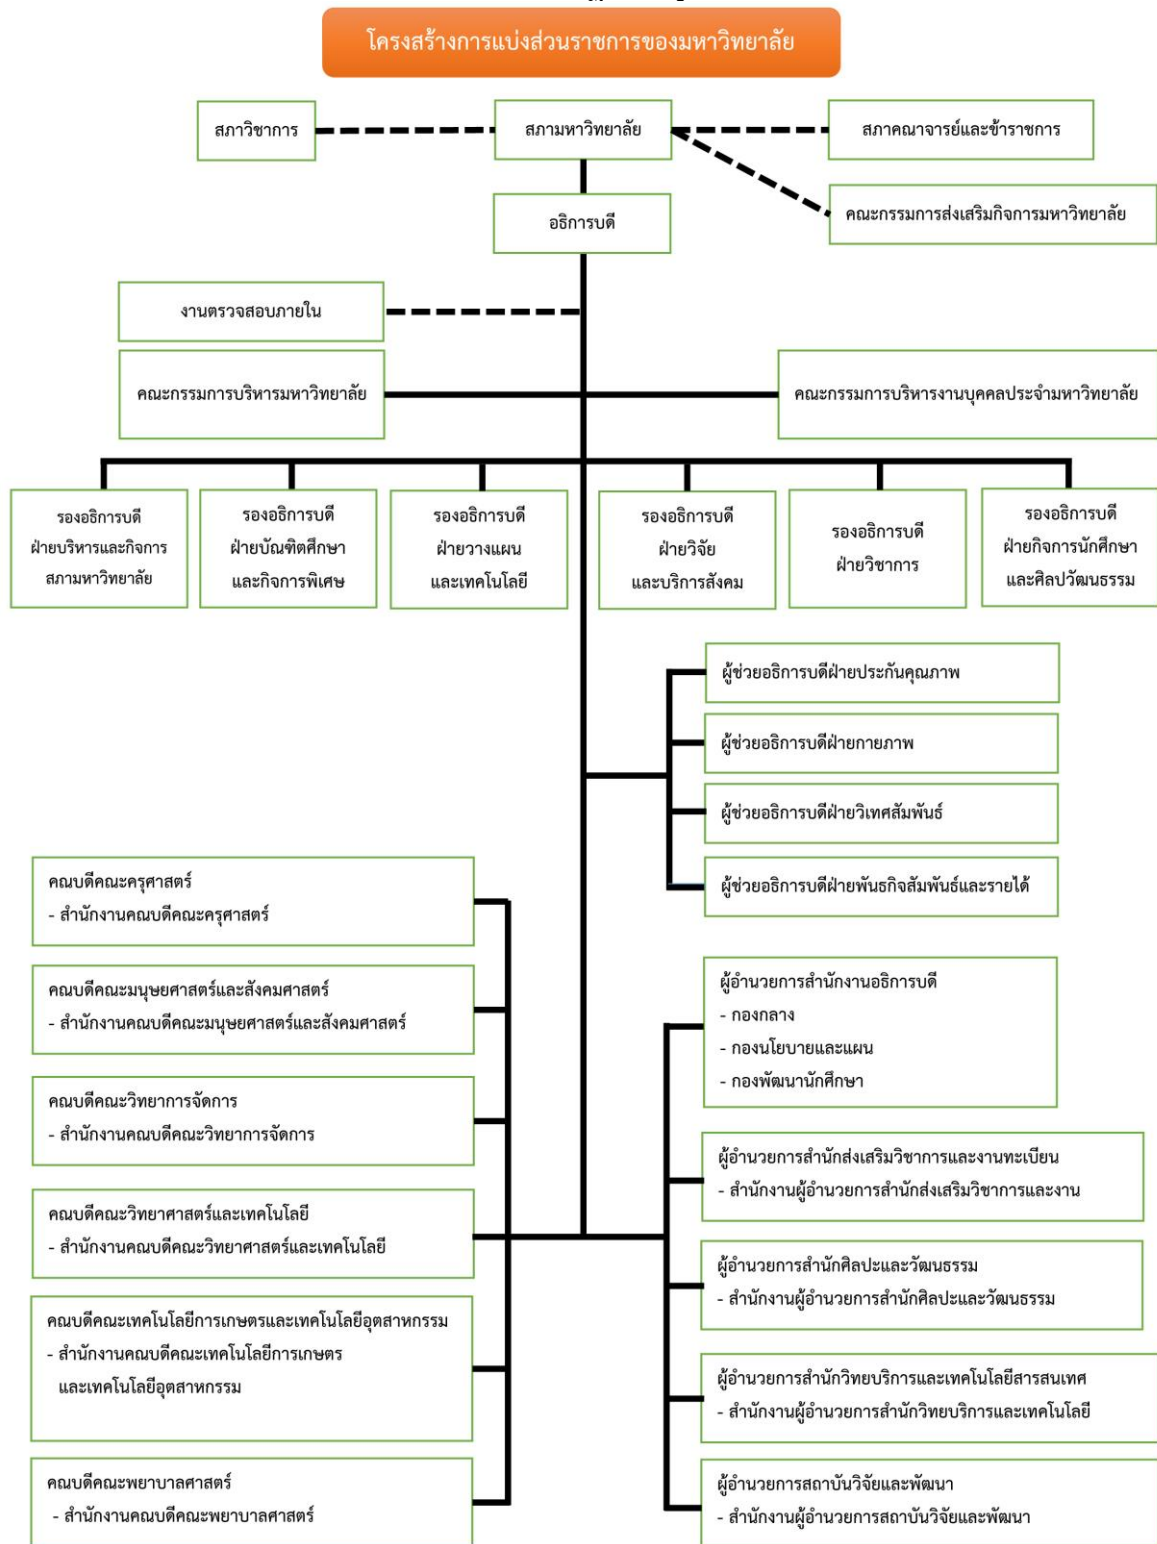 โครงสร้างการแบ่งส่วนราชการของมหาวิทยาลัย
สภาวิชาการ
สภามหาวิทยาลัย
สภาคณาจารย์และข้าราชการ
คณะกรรมการส่งเสริมกิจการมหาวิทยาลัย
อธิการบดี
งานตรวจสอบภายใน
คณะกรรมการบริหารมหาวิทยาลัย
คณะกรรมการบริหารงานบุคคลประจำมหาวิทยาลัย
รองอธิการบดี
ฝ่ายบริหารและกิจการ
สภามหาวิทยาลัย
รองอธิการบดี
ฝ่ายบัณฑิตศึกษา
และกิจการพิเศษ
รองอธิการบดี
ฝ่ายวางแผน
และเทคโนโลยี
รองอธิการบดี
ฝ่ายวิจัย
และบริการสังคม
รองอธิการบดี
ฝ่ายวิชาการ
รองอธิการบดี
ฝ่ายกิจการนักศึกษา
และศิลปวัฒนธรรม
ผู้ช่วยอธิการบดีฝ่ายประกันคุณภาพ
ผู้ช่วยอธิการบดีฝ่ายกายภาพ
ผู้ช่วยอธิการบดีฝ่ายวิเทศสัมพันธ์
ผู้ช่วยอธิการบดีฝ่ายพันธกิจสัมพันธ์และรายได้
คณบดีคณะครุศาสตร์
- สำนักงานคณบดีคณะครุศาสตร์
คณบดีคณะมนุษยศาสตร์และสังคมศาสตร์
- สำนักงานคณบดีคณะมนุษยศาสตร์และสังคมศาสตร์
คณบดีคณะวิทยาการจัดการ
- สำนักงานคณบดีคณะวิทยาการจัดการ
คณบดีคณะวิทยาศาสตร์และเทคโนโลยี
- สำนักงานคณบดีคณะวิทยาศาสตร์และเทคโนโลยี
คณบดีคณะเทคโนโลยีการเกษตรและเทคโนโลยีอุตสาหกรรม
- สำนักงานคณบดีคณะเทคโนโลยีการเกษตร
และเทคโนโลยีอุตสาหกรรม
คณบดีคณะพยาบาลศาสตร์
- สำนักงานคณบดีคณะพยาบาลศาสตร์
ผู้อำนวยการสำนักงานอธิการบดี
- กองกลาง
- กองนโยบายและแผน
- กองพัฒนานักศึกษา
ผู้อำนวยการสำนักส่งเสริมวิชาการและงานทะเบียน
- สำนักงานผู้อำนวยการสำนักส่งเสริมวิชาการและงาน
ผู้อำนวยการสำนักศิลปะและวัฒนธรรม
- สำนักงานผู้อำนวยการสำนักศิลปะและวัฒนธรรม
ผู้อำนวยการสำนักวิทยบริการและเทคโนโลยีสารสนเทศ
- สำนักงานผู้อำนวยการสำนักวิทยบริการและเทคโนโลยี
ผู้อำนวยการสถาบันวิจัยและพัฒนา
- สำนักงานผู้อำนวยการสถาบันวิจัยและพัฒนา